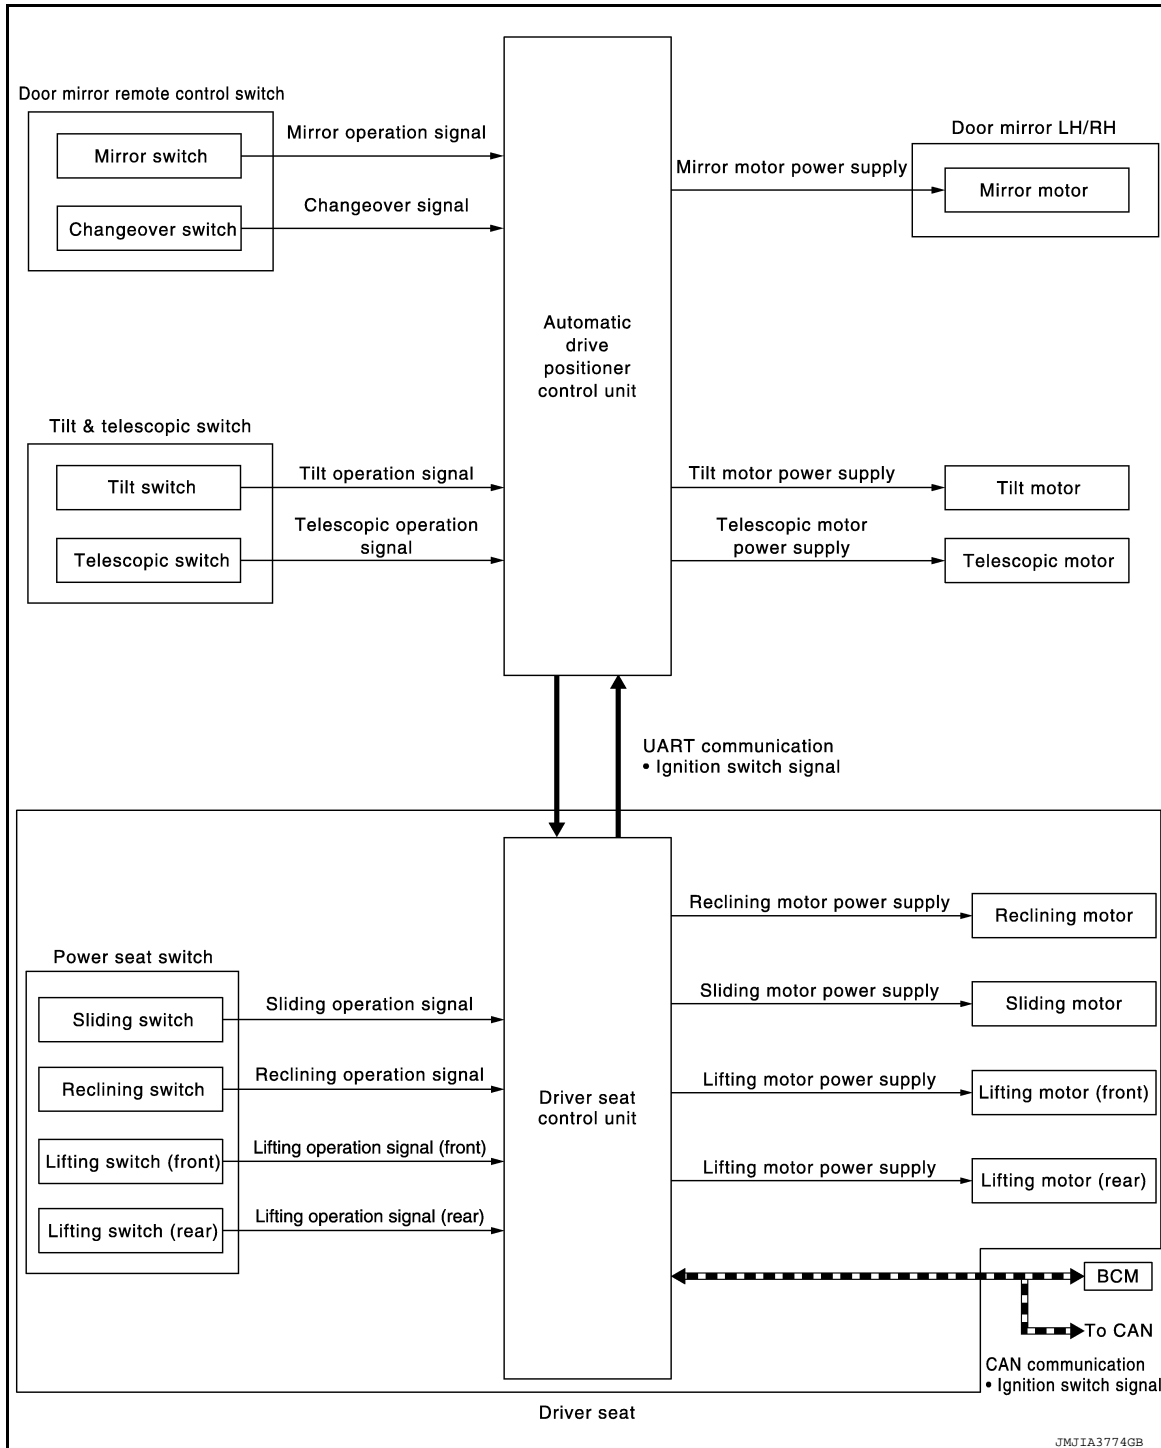 Door mirror remote control switch
Mirror switch
Mirror operation signal
Changeover switch
Changeover signal
Automatic
drive
positioner
control unit
Mirror motor power supply
Door mirror LH/RH
Mirror motor
Tilt & telescopic switch
Tilt switch
Tilt operation signal
Telescopic switch
Telescopic operation
signal
Tilt motor power supply
Tilt motor
Telescopic motor
power supply
Telescopic motor
UART communication
• Ignition switch signal
Power seat switch
Sliding switch
Sliding operation signal
Reclining switch
Reclining operation signal
Lifting switch (front)
Lifting operation signal (front)
Lifting switch (rear)
Lifting operation signal (rear)
Driver seat
control unit
Reclining motor power supply
Reclining motor
Sliding motor power supply
Sliding motor
Lifting motor power supply
Lifting motor (front)
Lifting motor power supply
Lifting motor (rear)
BCM
To CAN
CAN communication
• Ignition switch signal
Driver seat
JMJIA3774GB